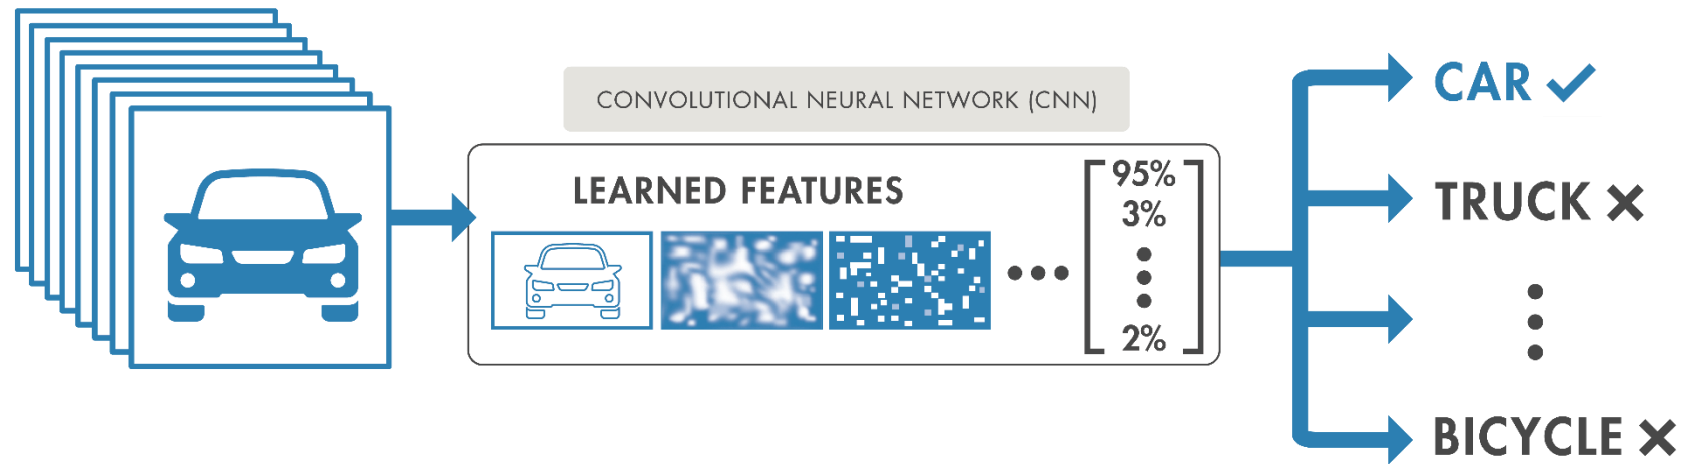 CONVOLUTIONAL NEURAL NETWORK (CNN)
LEARNED FEATURES
95%
3%
2%
CAR
TRUCK
BICYCLE